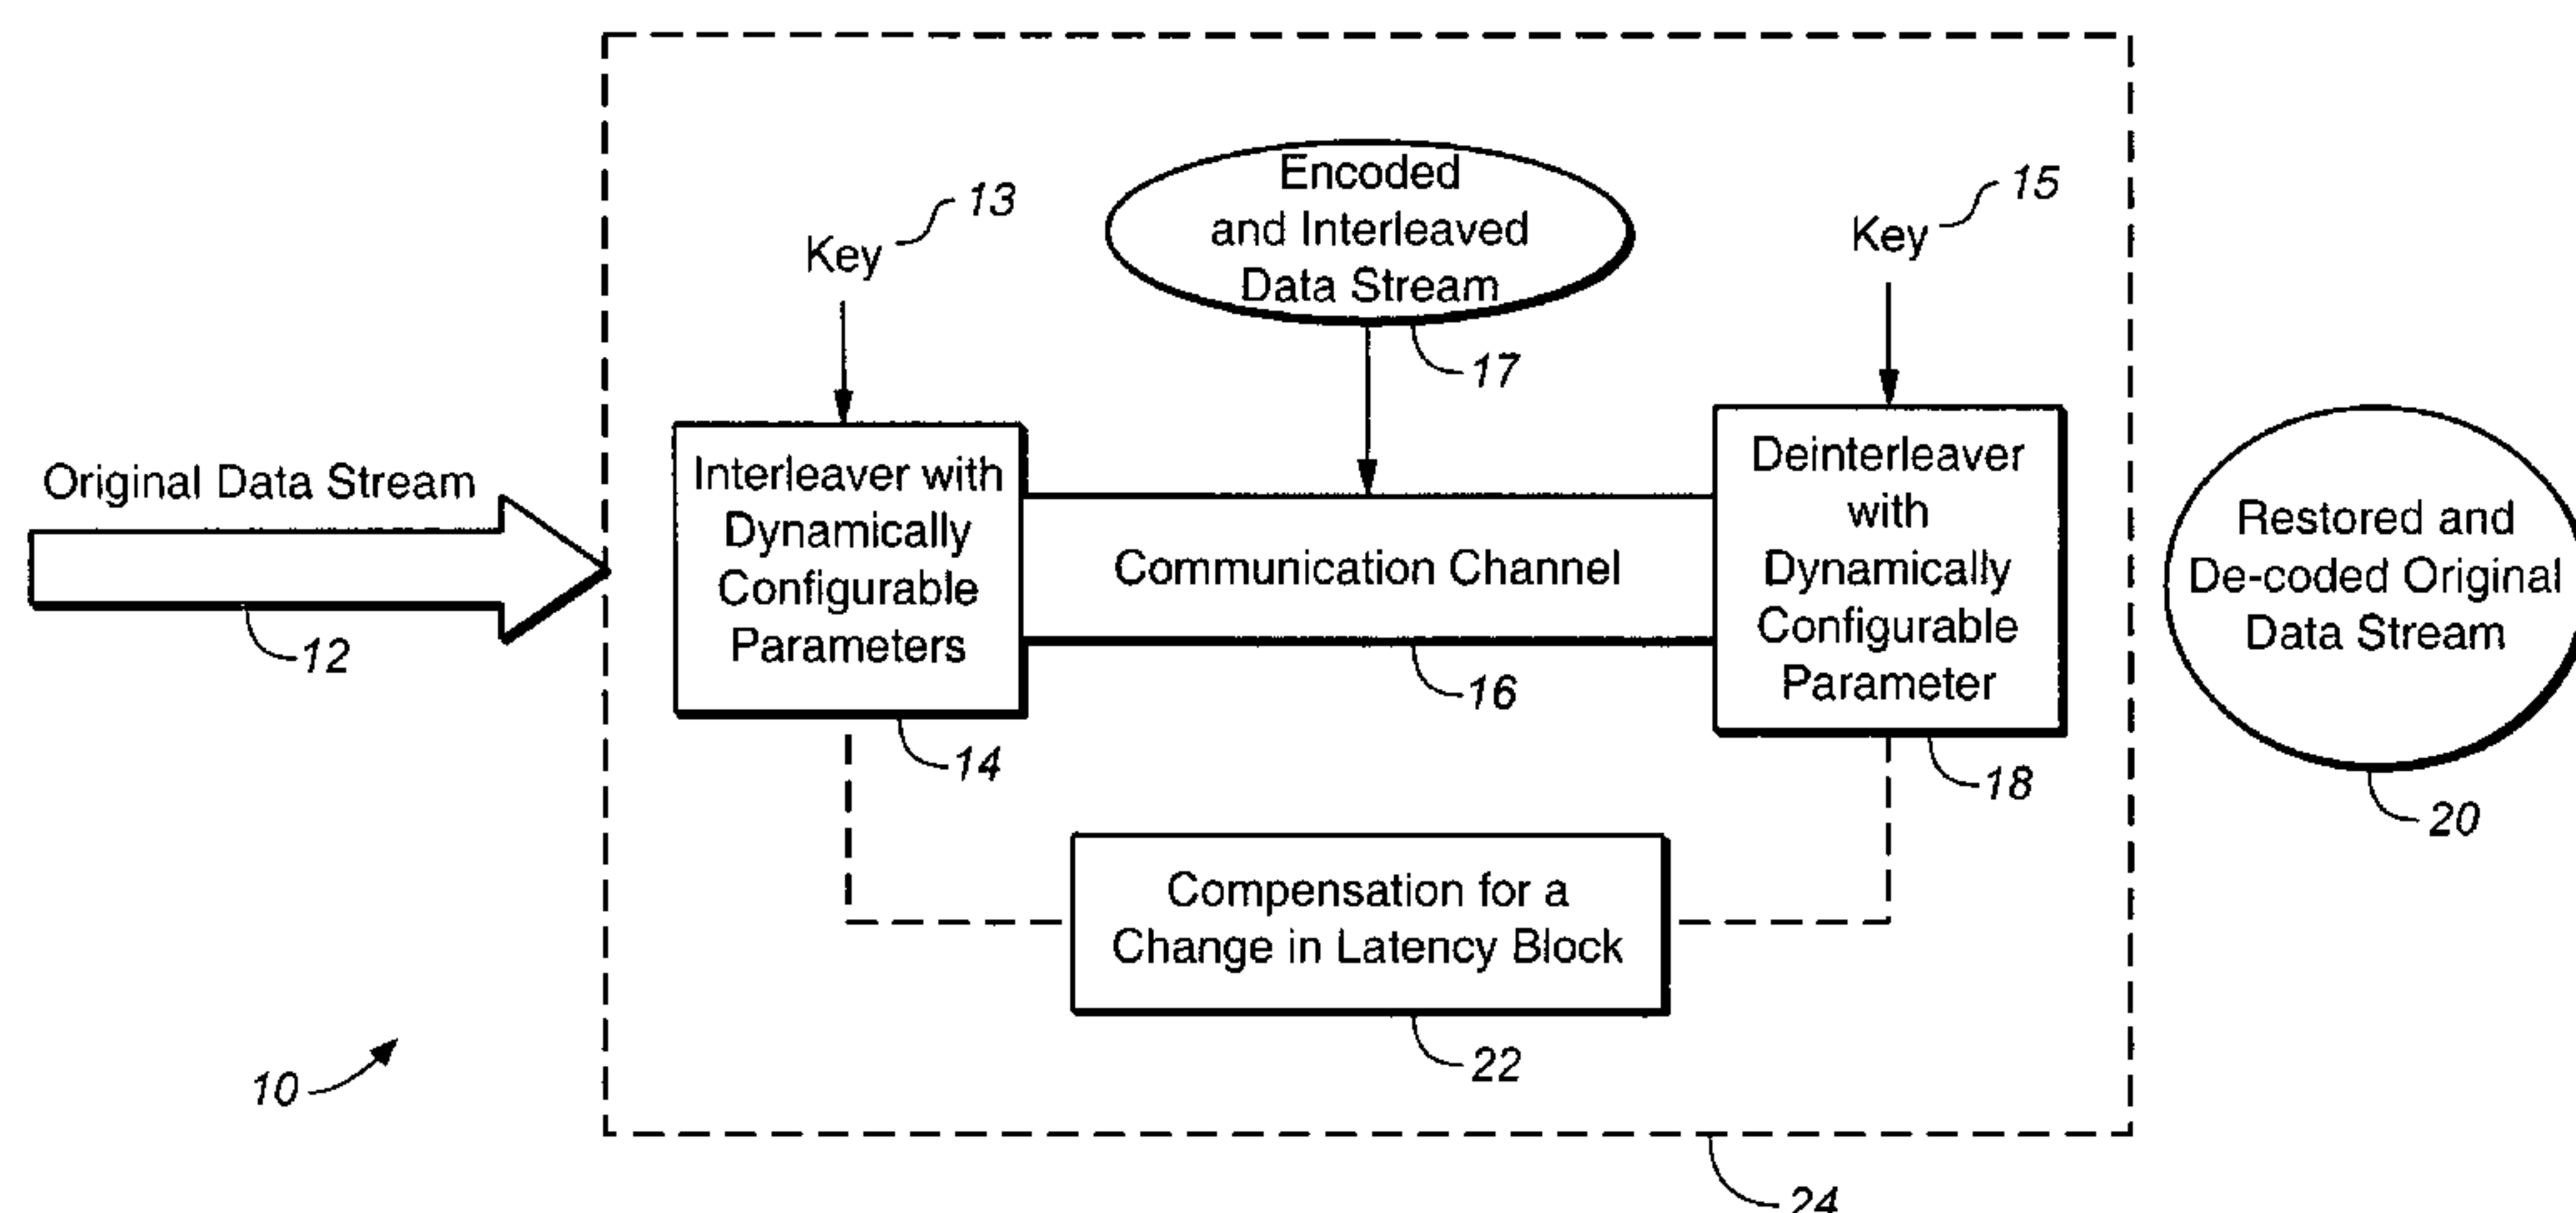 Original Data Stream
12
Key
13
Encoded
and Interleaved
Data Stream
17
Key
15
Interleaver with
Dynamically
Configurable
Parameters
14
Communication Channel
16
Deinterleaver
with
Dynamically
Configurable
Parameter
18
Restored and
De-coded Original
Data Stream
20
Compensation for a
Change in Latency Block
22
10
24